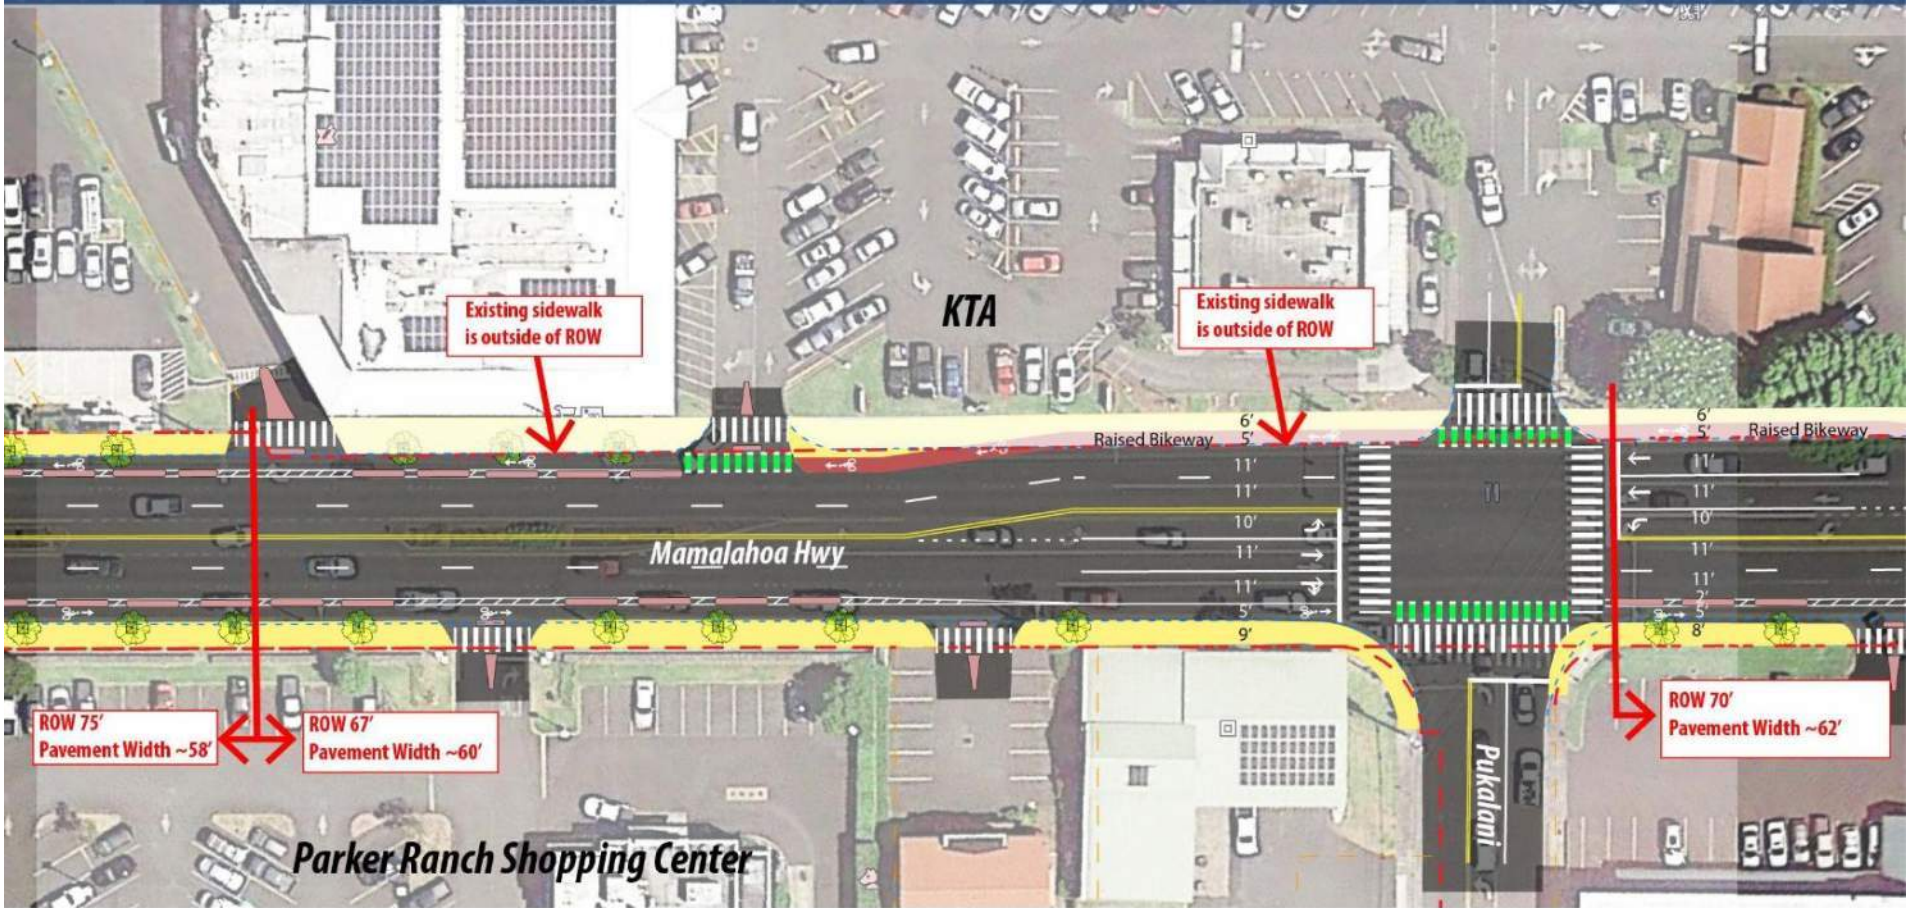 Existing sidewalk
is outside of ROW
KTA
Existing sidewalk
is outside of ROW
6'
5'
Raised Bikeway
11'
11'
10'
11'
11'
5'
9'
6'
5'
Raised Bikeway
11'
11'
10'
11'
11'
2'
5'
8'
Mamalahoa Hwy
ROW 75'
Pavement Width ~58'
ROW 67'
Pavement Width ~60'
ROW 70'
Pavement Width ~62'
Pukalani
Parker Ranch Shopping Center